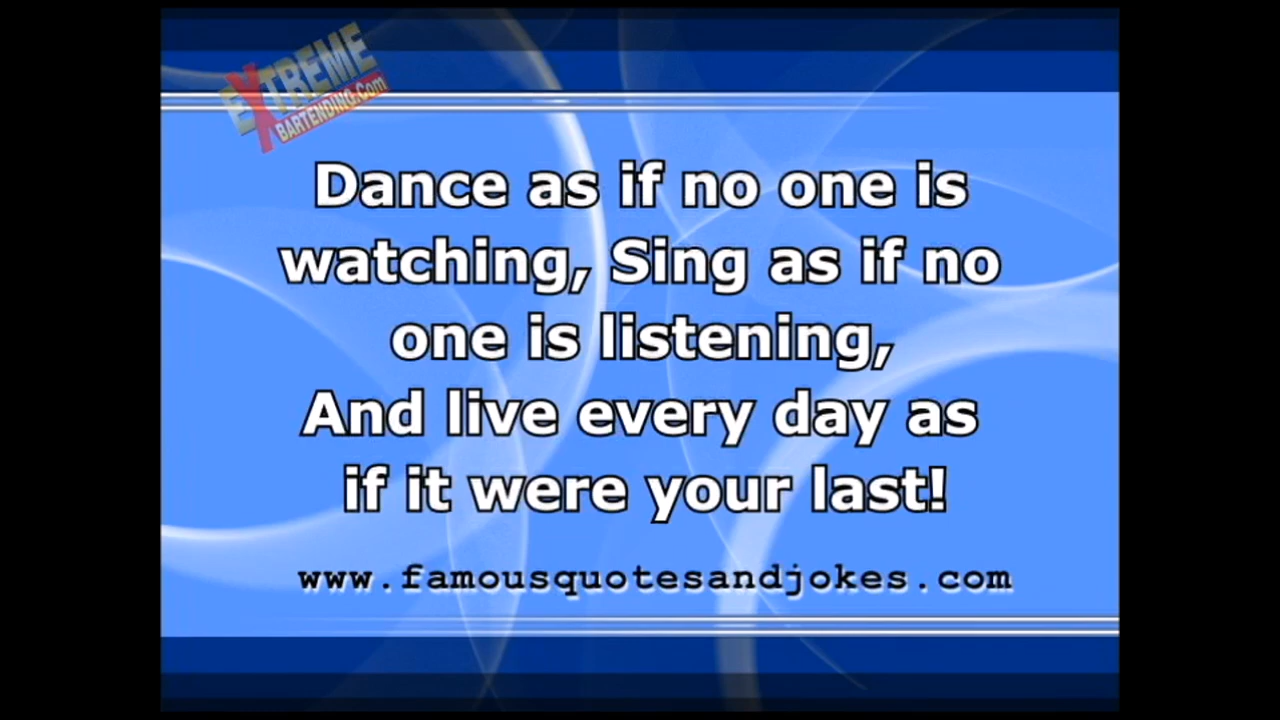 EXTREME
BARTENDING.Com
Dance as if no one is
watching, Sing as if no
one is listening,
And live every day as
if it were your last!
www.famousquotesandjokes.com